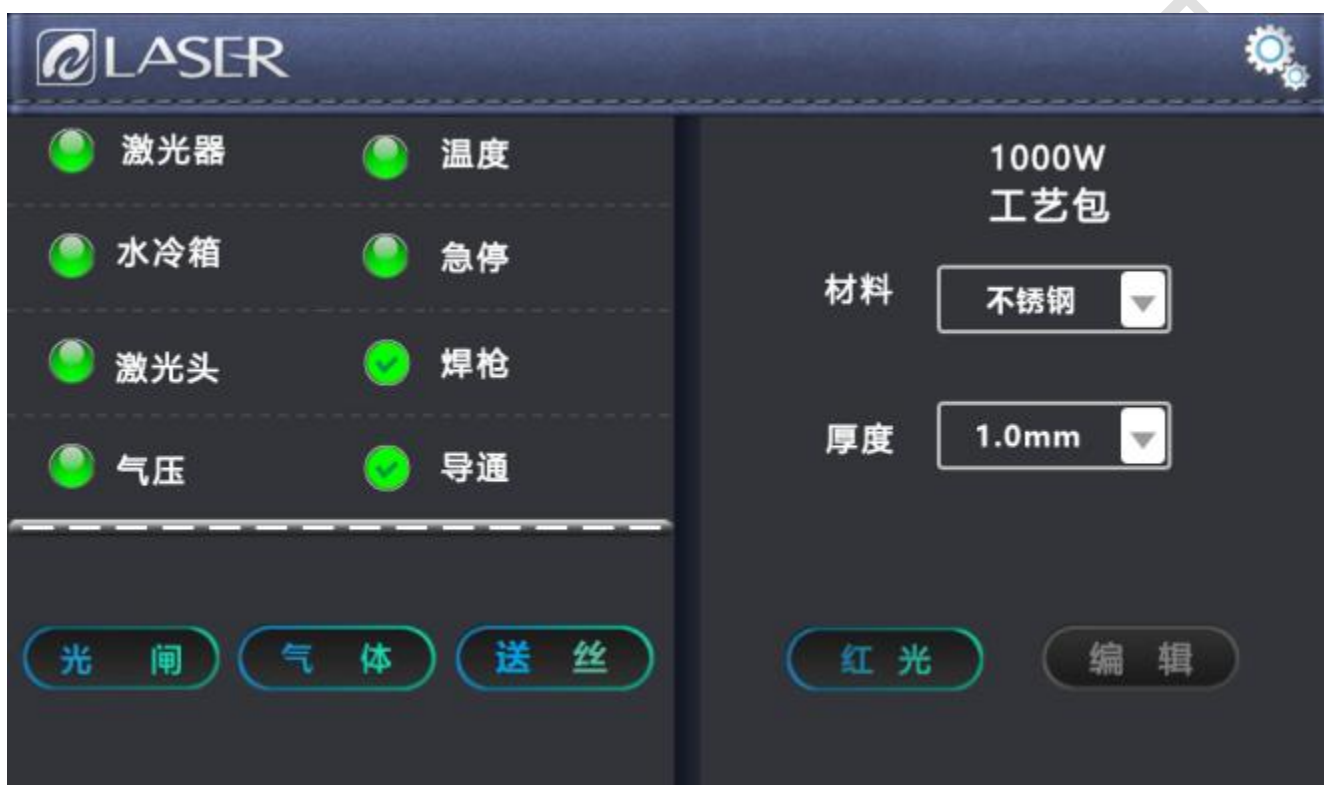 LASER
激光器 温度
水冷箱 急停
激光头 焊枪
气压 导通
光闸 气体 送丝
1000W
工艺包
材料 不锈钢
厚度 1.0mm
红光 编辑